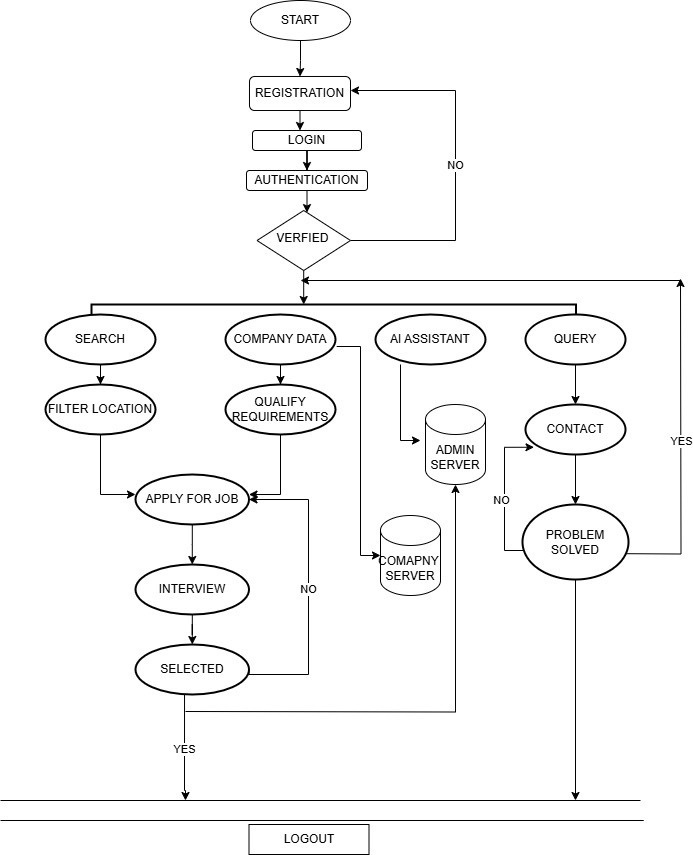 START
REGISTRATION
LOGIN
NO
AUTHENTICATION
VERFIED
SEARCH
COMPANY DATA
AI ASSISTANT
QUERY
FILTER LOCATION
QUALIFY
REQUIREMENTS
CONTACT
YES
ADMIN
SERVER
APPLY FOR JOB
NO
PROBLEM
SOLVED
COMAPNY
SERVER
INTERVIEW
NO
SELECTED
YES
LOGOUT